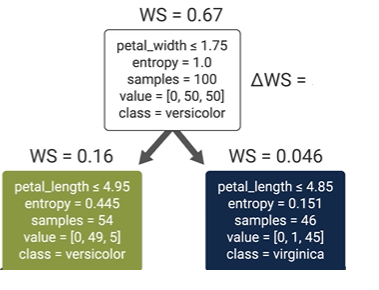 WS = 0.67
petal_width ≤ 1.75
entropy = 1.0
samples = 100
value = [0, 50, 50]
class = versicolor
ΔWS =
WS = 0.16
petal_length ≤ 4.95
entropy = 0.445
samples = 54
value = [0, 49, 5]
class = versicolor
WS = 0.046
petal_length ≤ 4.85
entropy = 0.151
samples = 46
value = [0, 1, 45]
class = virginica